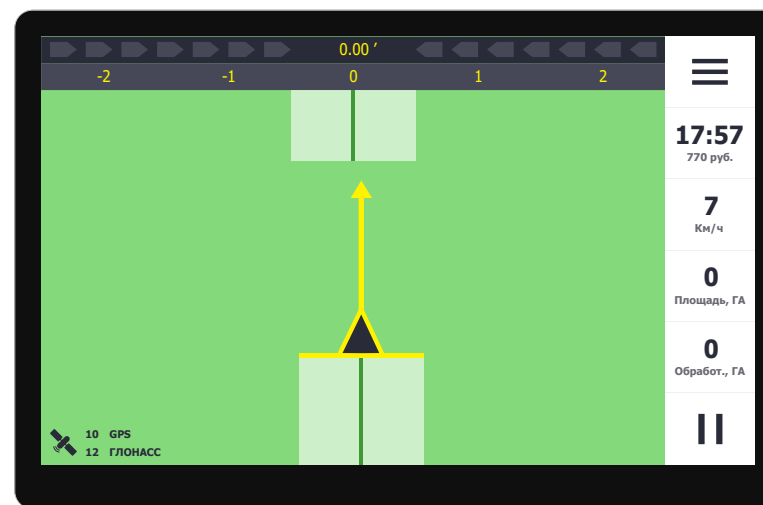 0.00 ′
-2 -1 0 1 2
17:57
770 руб.
7
Км/ч
0
Площадь, ГА
0
Обработ., ГА
10 GPS
12 ГЛОНАСС